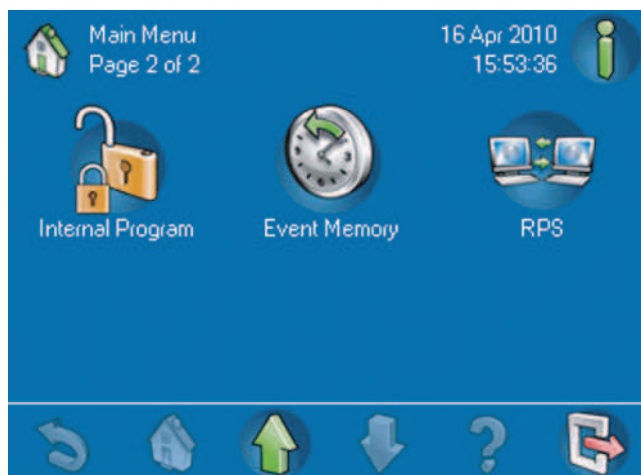 Main Menu
Page 2 of 2
16 Apr 2010
15:53:36
Internal Program
Event Memory
RPS